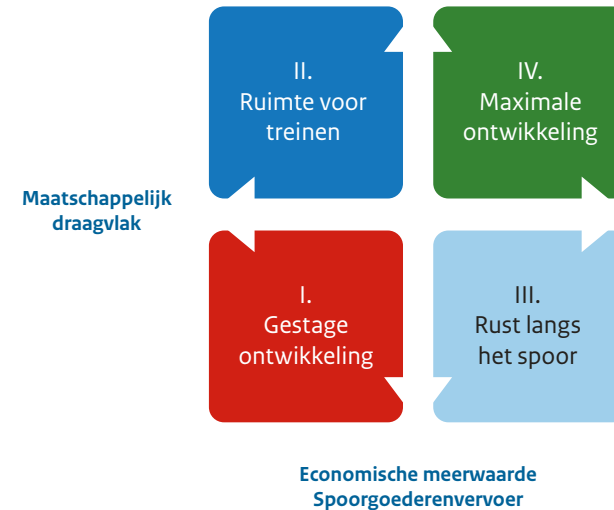 II.
Ruimte voor
treinen
IV.
Maximale
ontwikkeling
Maatschappelijk
draagvlak
I.
Gestage
ontwikkeling
III.
Rust langs
het spoor
Economische meerwaarde
Spoorgoederenvervoer